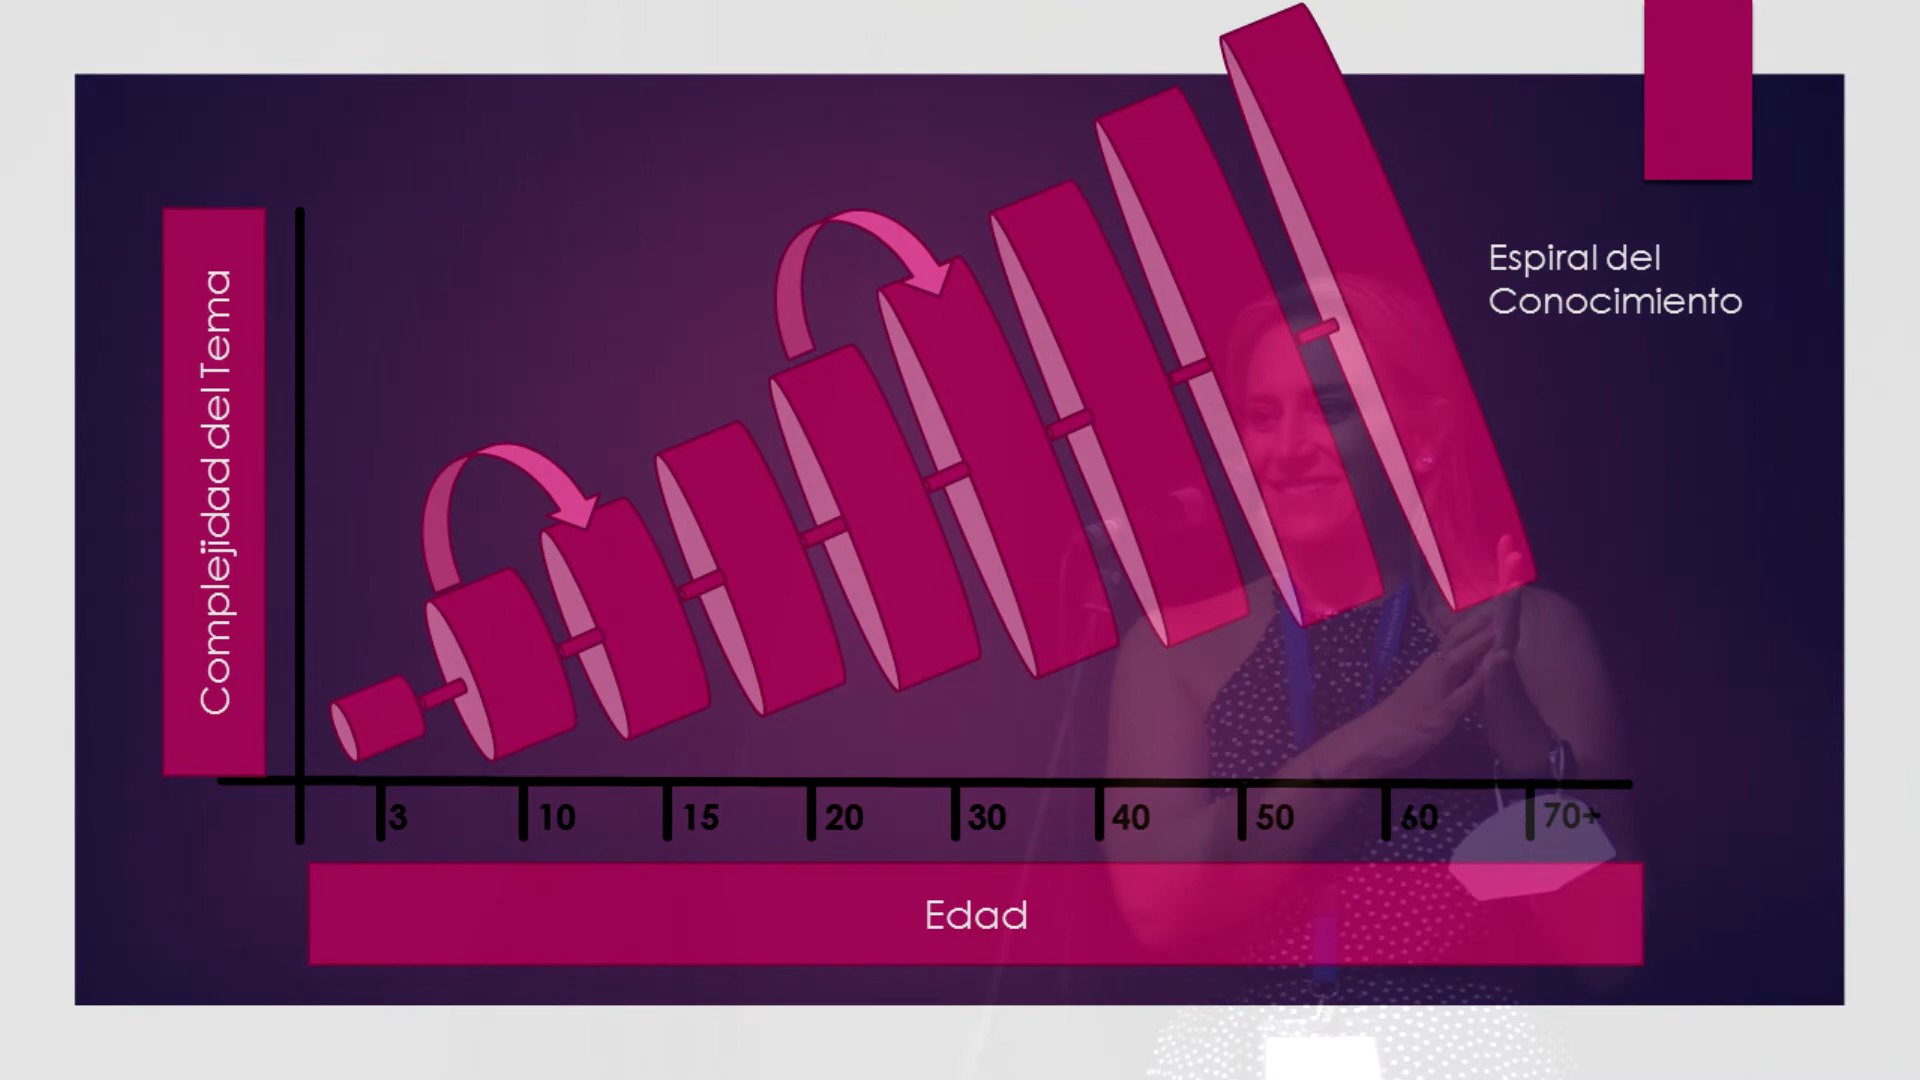 Espiral del
Conocimiento
Complejidad del Tema
3 10 15 20 30 40 50 60 70+
Edad